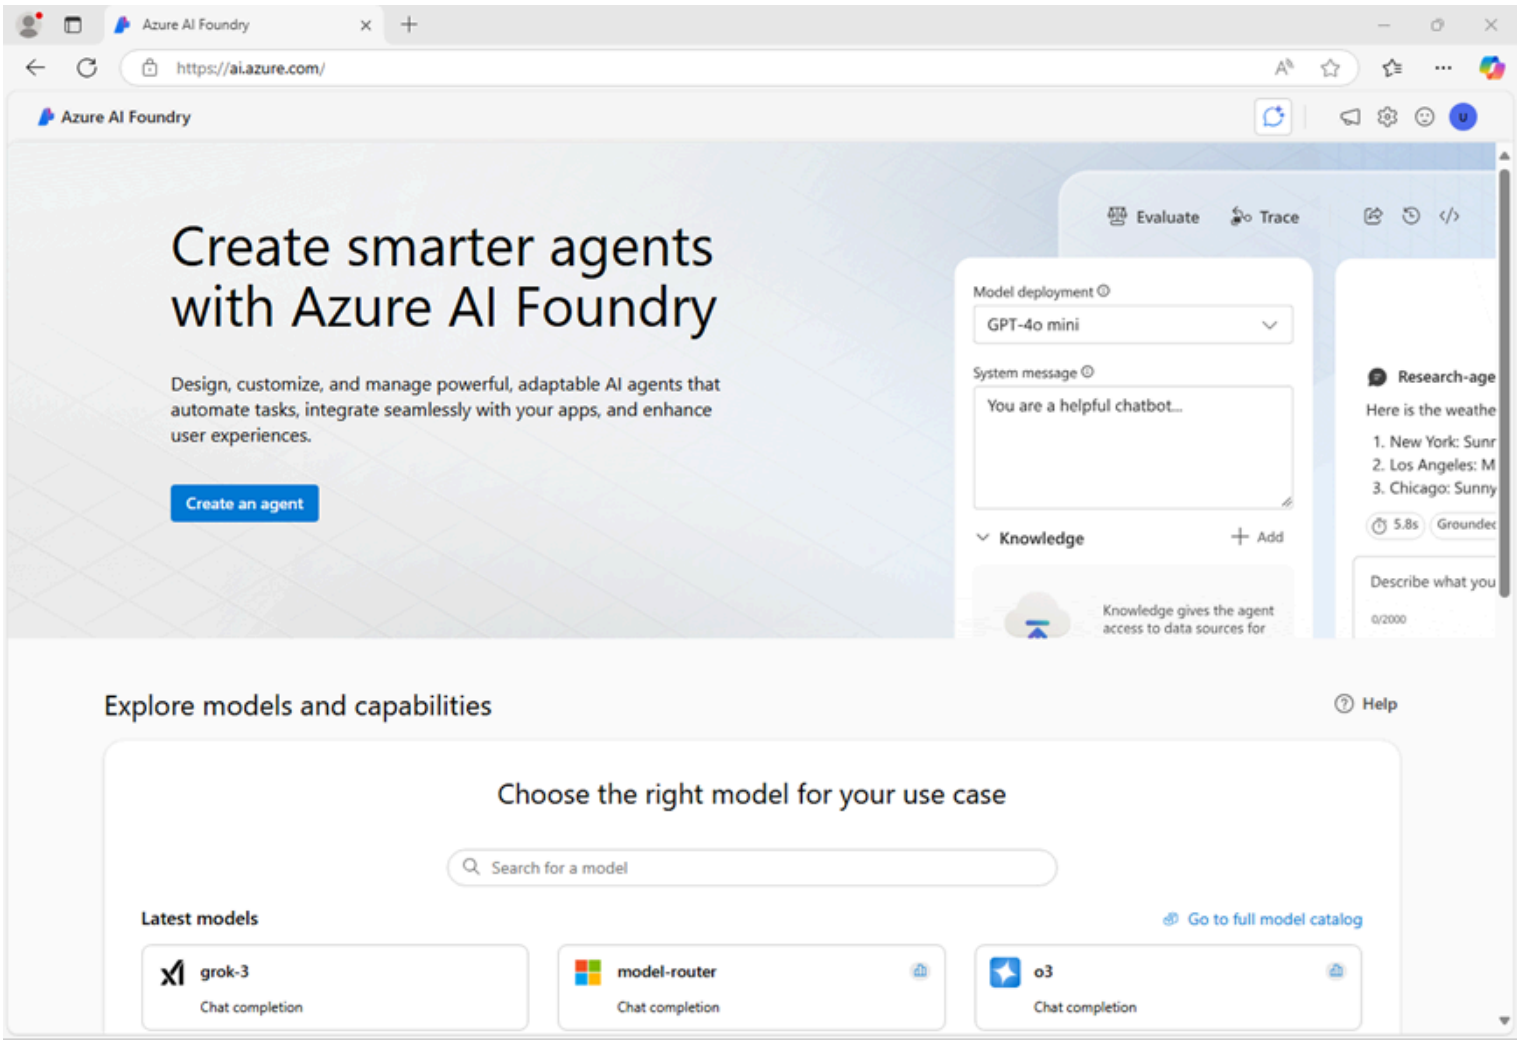 Azure AI Foundry
https://ai.azure.com/
Azure AI Foundry
U
Create smarter agents
with Azure AI Foundry
Design, customize, and manage powerful, adaptable AI agents that
automate tasks, integrate seamlessly with your apps, and enhance
user experiences.
Create an agent
Evaluate
Trace
Model deployment
GPT-4o mini
System message
You are a helpful chatbot...
Knowledge
Add
Knowledge gives the agent
access to data sources for
Research-age
Here is the weathe
1. New York: Sunr
2. Los Angeles: M
3. Chicago: Sunny
5.8s
Grounded
Describe what you
0/2000
Explore models and capabilities
Help
Choose the right model for your use case
Search for a model
Latest models
Go to full model catalog
grok-3
Chat completion
model-router
Chat completion
o3
Chat completion